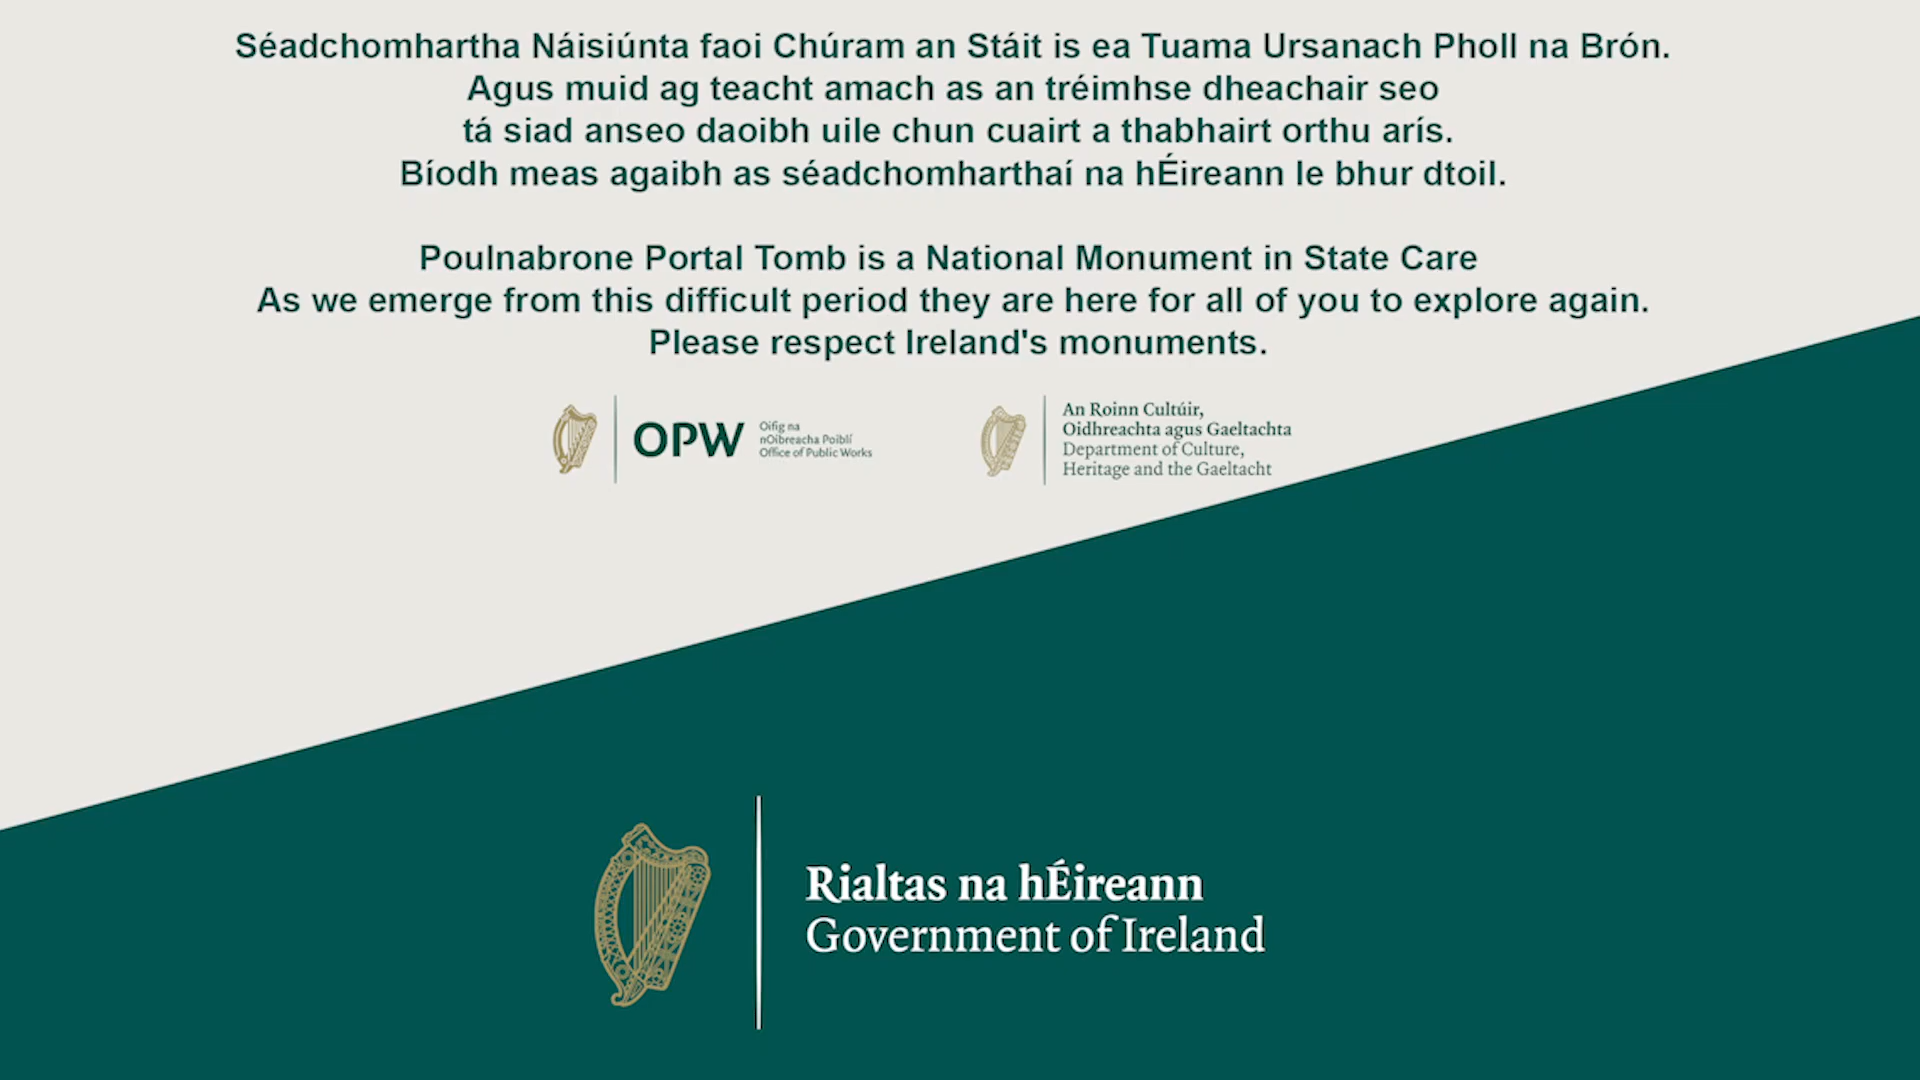 Séadchomhartha Náisiúnta faoi Chúram an Stáit is ea Tuama Ursanach Pholl na Brón.
Agus muid ag teacht amach as an tréimhse dheachair seo
tá siad anseo daoibh uile chun cuairt a thabhairt orthu arís.
Bíodh meas agaibh as séadchomharthaí na hÉireann le bhur dtoil.
Poulnabrone Portal Tomb is a National Monument in State Care
As we emerge from this difficult period they are here for all of you to explore again.
Please respect Ireland's monuments.
OPW
Oifig na
nOibreacha Poiblí
Office of Public Works
An Roinn Cultúir,
Oidhreachta agus Gaeltachta
Department of Culture,
Heritage and the Gaeltacht
Rialtas na hÉireann
Government of Ireland